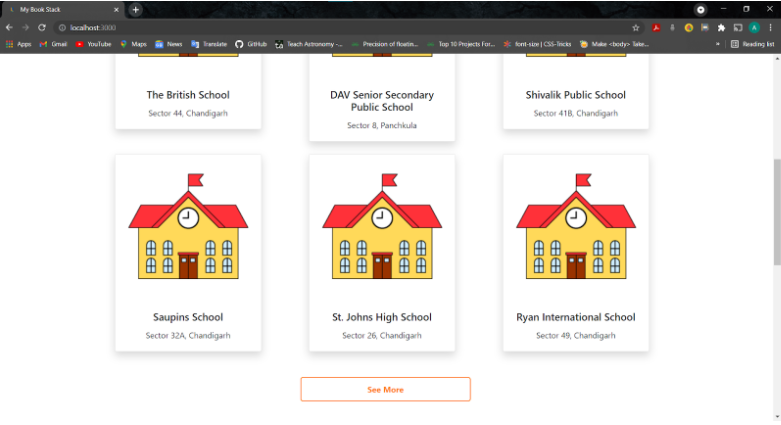 My Book Stack
localhost:3000
Apps
Gmail
YouTube
Maps
News
Translate
GitHub
Teach Astronomy -...
Precision of floatin...
Top 10 Projects For...
font-size | CSS-Tricks
Make <body> Take...
»
Reading list
The British School
Sector 44, Chandigarh
DAV Senior Secondary
Public School
Sector 8, Panchkula
Shivalik Public School
Sector 41B, Chandigarh
Saupins School
Sector 32A, Chandigarh
St. Johns High School
Sector 26, Chandigarh
Ryan International School
Sector 49, Chandigarh
See More